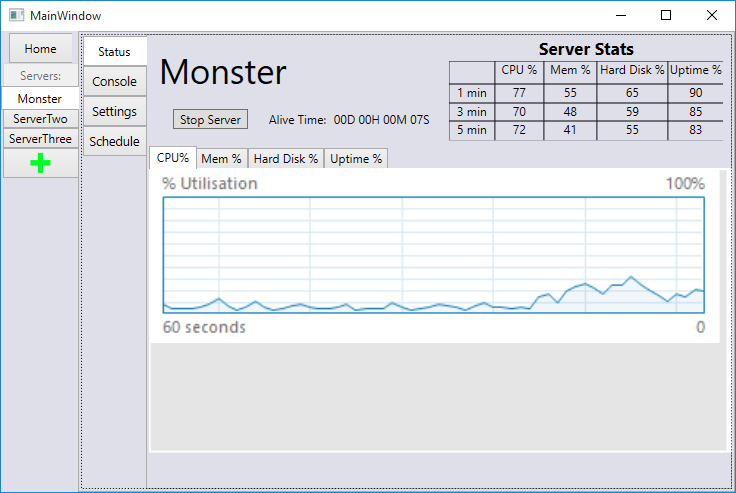 MainWindow
Home
Servers:
Monster
ServerTwo
ServerThree
Status
Console
Settings
Schedule
Monster
Stop Server Alive Time: 00D 00H 00M 07S
Server Stats
CPU % Mem % Hard Disk % Uptime %
1 min 77 55 65 90
3 min 70 48 59 85
5 min 72 41 55 83
CPU% Mem % Hard Disk % Uptime %
% Utilisation 100%
60 seconds 0